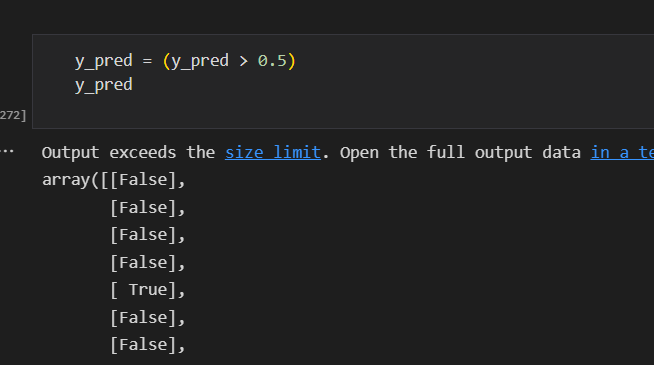 y_pred = (y_pred > 0.5)
y_pred
272]
... Output exceeds the size limit. Open the full output data in a te
array([[False],
[False],
[False],
[False],
[ True],
[False],
[False],